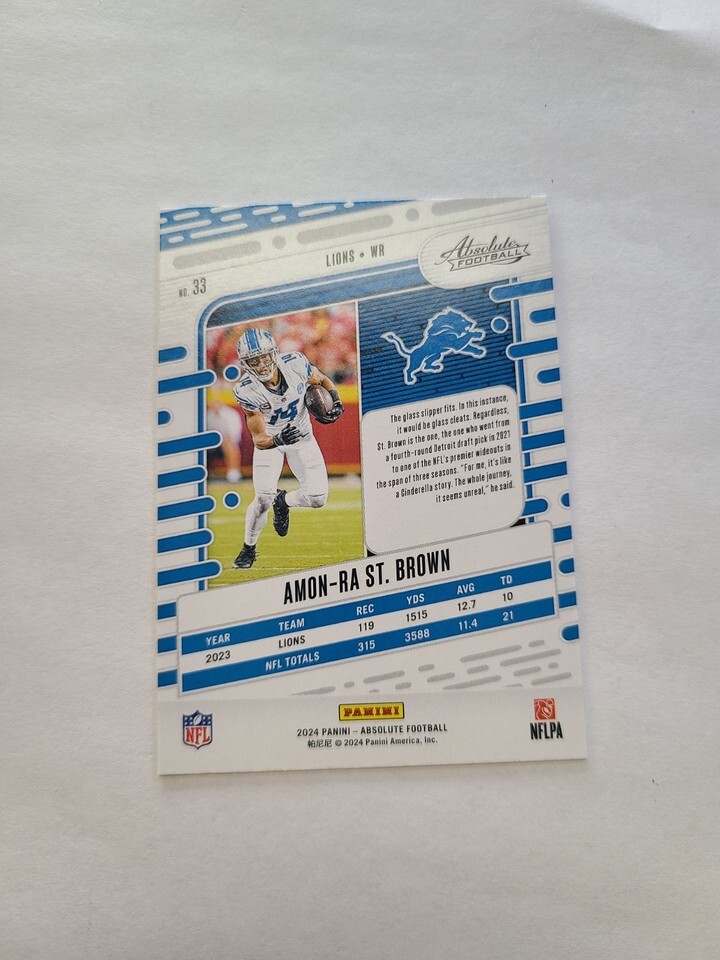 Absolute
FOOTBALL
LIONS • WR
NO. 33
14
14
The glass slipper fits. In this instance,
it would be glass cleats. Regardless,
St. Brown is the one, the one who went from
a fourth-round Detroit draft pick in 2021
to one of the NFL's premier wideouts in
the span of three seasons. "For me, it's like
a Cinderella story. The whole journey,
it seems unreal," he said.
AMON-RA ST. BROWN
YEAR TEAM REC YDS AVG TD
2023 LIONS 119 1515 12.7 10
NFL TOTALS 315 3588 11.4 21
NFL
PANINI
2024 PANINI – ABSOLUTE FOOTBALL
帕尼尼 © 2024 Panini America, Inc.
NFLPA